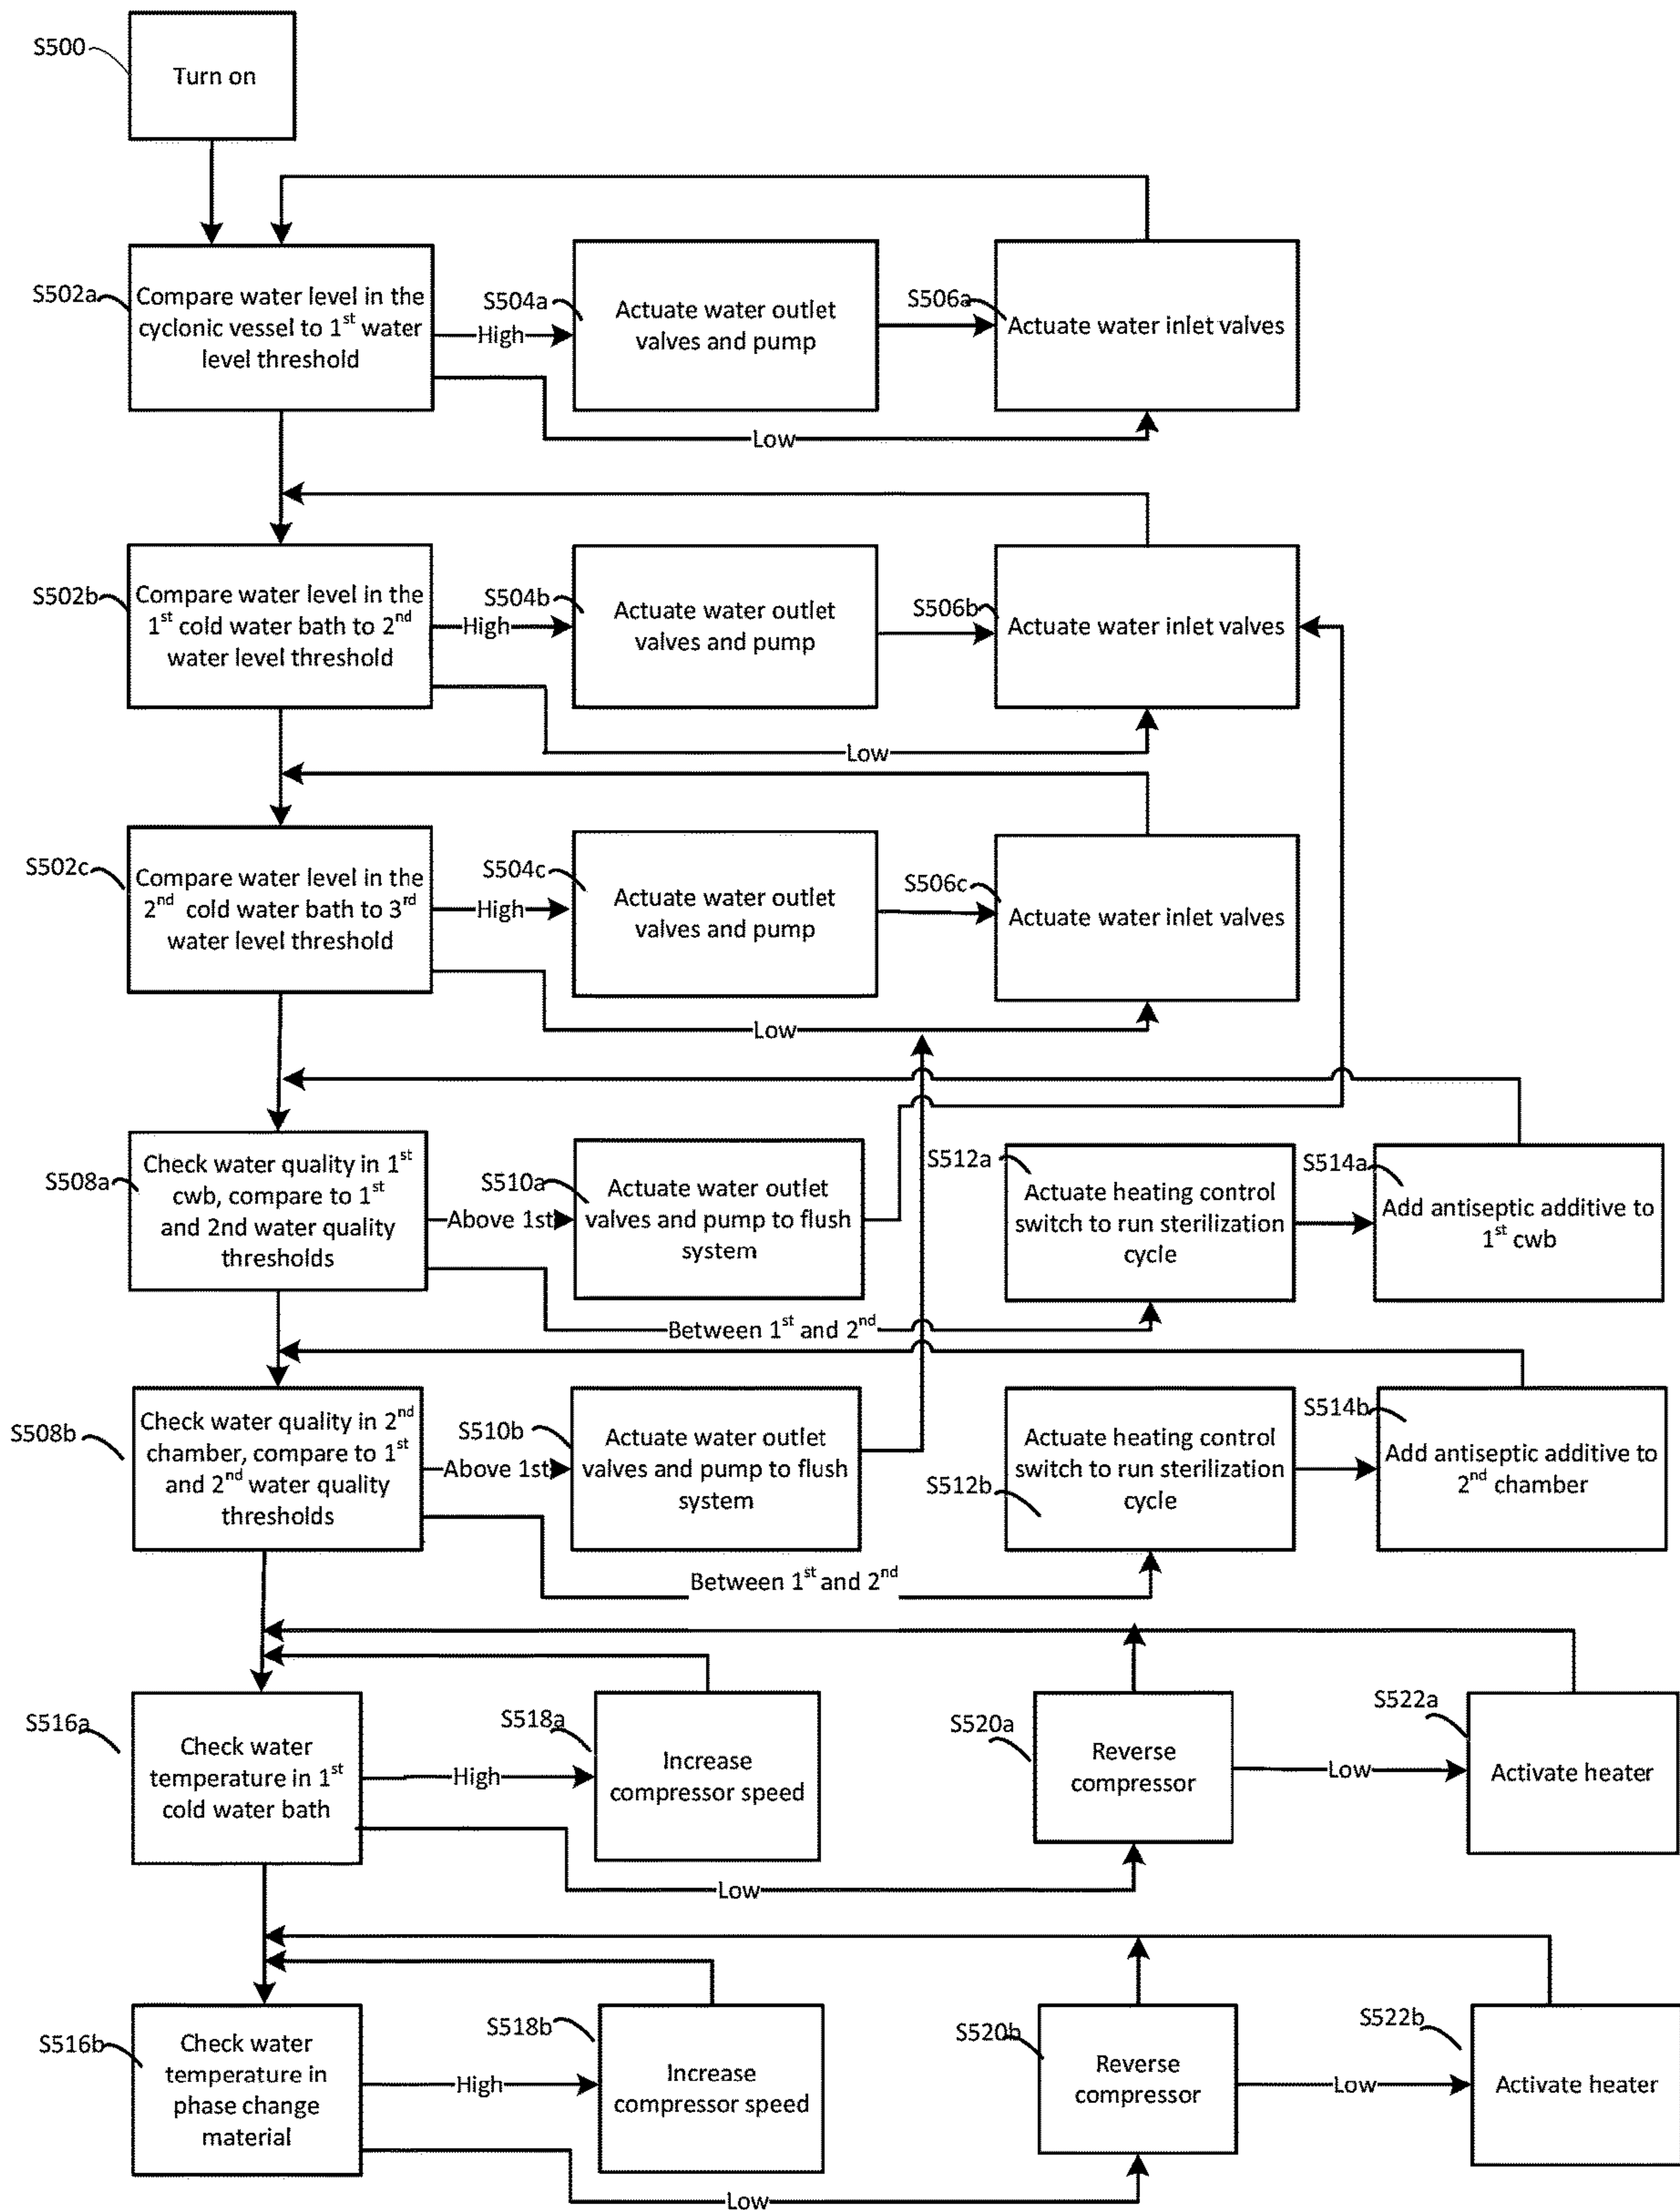 S500
Turn on
S502a
Compare water level in the
cyclonic vessel to 1st water
level threshold
High
S504a
Actuate water outlet
valves and pump
S506a
Actuate water inlet valves
Low
S502b
Compare water level in the
1st cold water bath to 2nd
water level threshold
High
S504b
Actuate water outlet
valves and pump
S506b
Actuate water inlet valves
Low
S502c
Compare water level in the
2nd cold water bath to 3rd
water level threshold
High
S504c
Actuate water outlet
valves and pump
S506c
Actuate water inlet valves
Low
S508a
Check water quality in 1st
cwb, compare to 1st
and 2nd water quality
thresholds
Above 1st
S510a
Actuate water outlet
valves and pump to flush
system
S512a
Actuate heating control
switch to run sterilization
cycle
S514a
Add antiseptic additive to
1st cwb
Between 1st and 2nd
S508b
Check water quality in 2nd
chamber, compare to 1st
and 2nd water quality
thresholds
Above 1st
S510b
Actuate water outlet
valves and pump to flush
system
S512b
Actuate heating control
switch to run sterilization
cycle
S514b
Add antiseptic additive to
2nd chamber
Between 1st and 2nd
S516a
Check water
temperature in 1st
cold water bath
High
S518a
Increase
compressor speed
S520a
Reverse
compressor
Low
S522a
Activate heater
Low
S516b
Check water
temperature in
phase change
material
High
S518b
Increase
compressor speed
S520b
Reverse
compressor
Low
S522b
Activate heater
Low